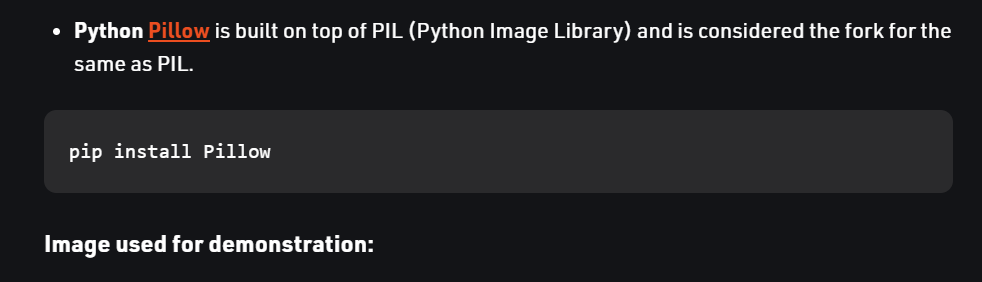 • Python Pillow is built on top of PIL (Python Image Library) and is considered the fork for the
same as PIL.
pip install Pillow
Image used for demonstration: